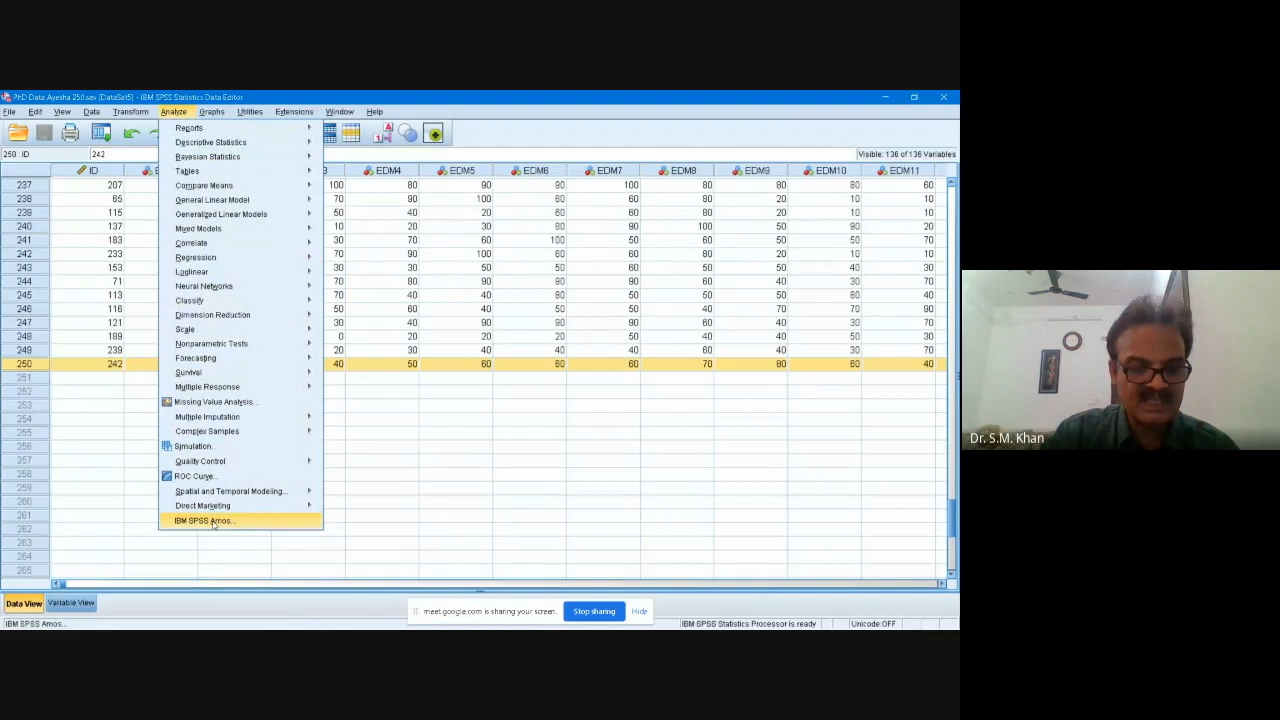 PhD Data Ayesha 250.sav [DataSet5] - IBM SPSS Statistics Data Editor
File Edit View Data Transform Analyze Graphs Utilities Extensions Window Help
250 : ID 242 Visible: 136 of 136 Variables
ID EDM4 EDM5 EDM6 EDM7 EDM8 EDM9 EDM10 EDM11
237 207 100 80 90 90 100 80 80 80 60
238 65 70 90 100 60 60 80 20 10 10
239 115 50 40 20 60 60 80 20 10 10
240 137 10 20 30 80 90 100 50 90 20
241 183 30 70 60 100 50 60 50 50 70
242 233 70 90 100 60 60 80 20 10 10
243 153 30 30 50 50 60 50 50 40 30
244 71 70 80 90 90 90 80 40 30 30
245 113 70 40 40 80 50 50 50 80 40
246 116 50 60 40 50 50 40 70 70 90
247 121 30 40 90 90 90 60 40 30 70
248 189 0 20 20 50 50 40 50 30 50
249 239 20 30 40 40 40 60 40 30 70
250 242 40 50 60 60 60 70 80 60 40
251
252
253
254
255
256
257
258
259
260
261
262
263
264
265
Reports
Descriptive Statistics
Bayesian Statistics
Tables
Compare Means
General Linear Model
Generalized Linear Models
Mixed Models
Correlate
Regression
Loglinear
Neural Networks
Classify
Dimension Reduction
Scale
Nonparametric Tests
Forecasting
Survival
Multiple Response
Missing Value Analysis...
Multiple Imputation
Complex Samples
Simulation...
Quality Control
ROC Curve...
Spatial and Temporal Modeling...
Direct Marketing
IBM SPSS Amos...
Data View Variable View
meet.google.com is sharing your screen. Stop sharing Hide
IBM SPSS Amos... IBM SPSS Statistics Processor is ready Unicode:OFF
Dr. S.M. Khan